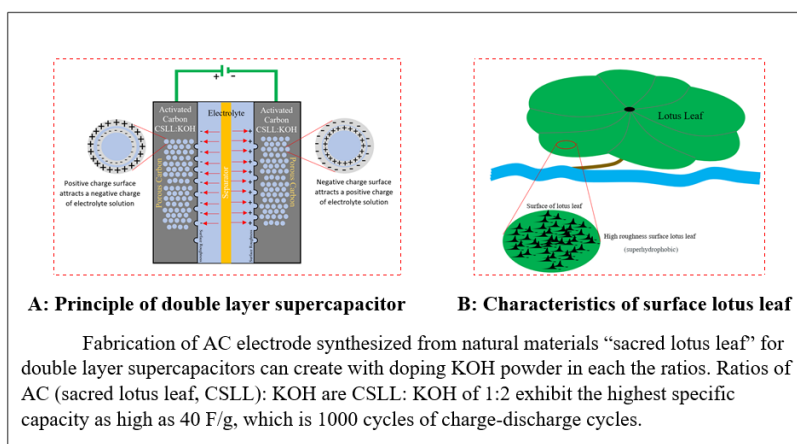 + -
Activated
Carbon
CSLL:KOH
Electrolyte
Activated
Carbon
CSLL:KOH
Porous Carbon
Separator
Porous Carbon
Positive charge surface
attracts a negative charge
of electrolyte solution
Negative charge surface
attracts a positive charge
of electrolyte solution
Lotus Leaf
Surface of lotus leaf
High roughness surface lotus leaf
(superhydrophobic)
A: Principle of double layer supercapacitor
B: Characteristics of surface lotus leaf
Fabrication of AC electrode synthesized from natural materials “sacred lotus leaf” for
double layer supercapacitors can create with doping KOH powder in each the ratios. Ratios of
AC (sacred lotus leaf, CSLL): KOH are CSLL: KOH of 1:2 exhibit the highest specific
capacity as high as 40 F/g, which is 1000 cycles of charge-discharge cycles.